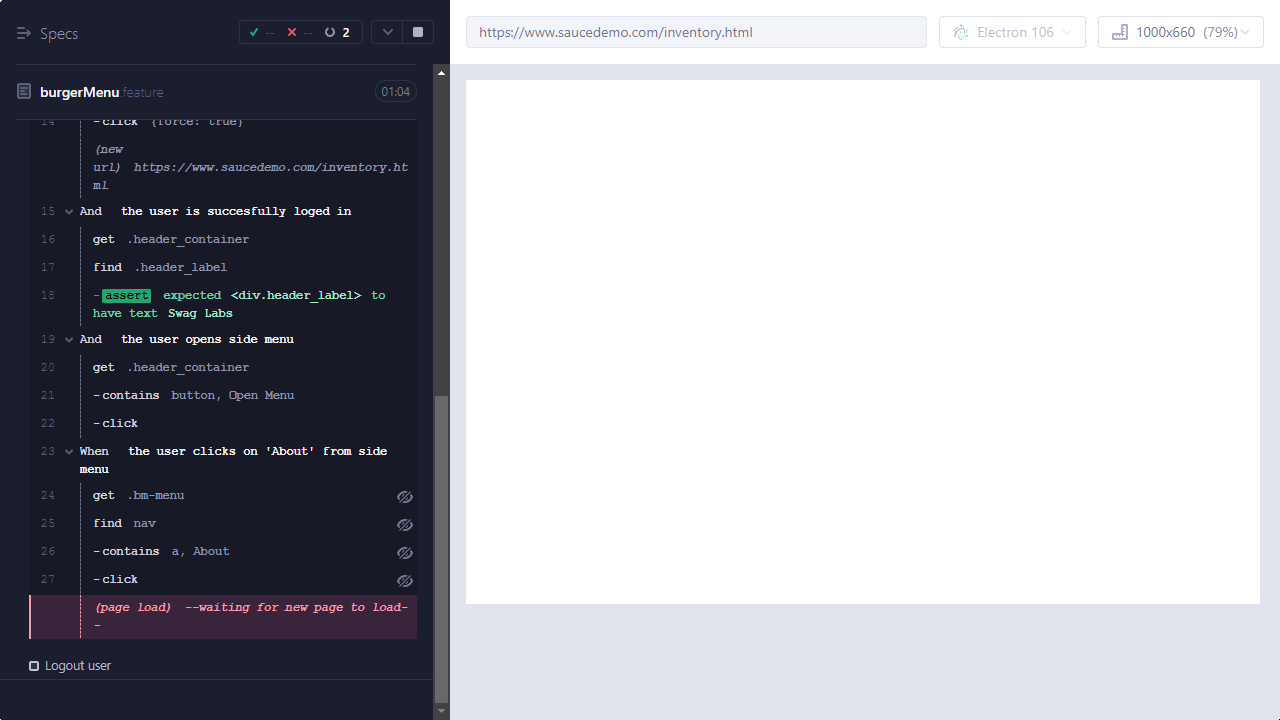 Specs
-- -- 2
https://www.saucedemo.com/inventory.html
Electron 106
1000x660 (79%)
burgerMenu.feature
01:04
14 -click {force: true}
(new
url) https://www.saucedemo.com/inventory.ht
ml
15 And the user is succesfully loged in
16 get .header_container
17 find .header_label
18 -assert expected <div.header_label> to
have text Swag Labs
19 And the user opens side menu
20 get .header_container
21 -contains button, Open Menu
22 -click
23 When the user clicks on 'About' from side
menu
24 get .bm-menu
25 find nav
26 -contains a, About
27 -click
(page load) --waiting for new page to load-
-
Logout user